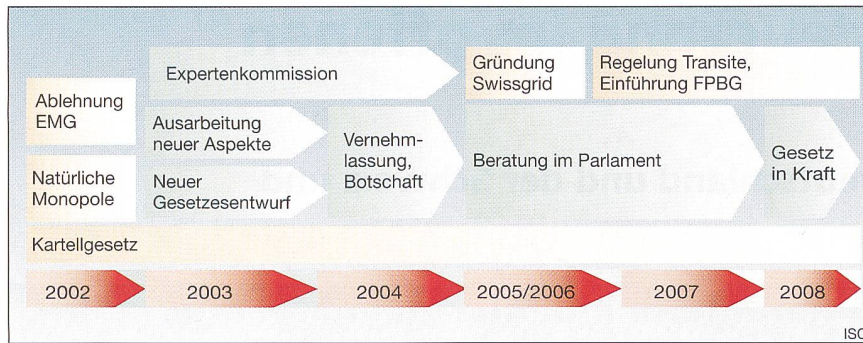 Expertenkommission
Gründung
Swissgrid
Regelung Transite,
Einführung FPBG
Ablehnung
EMG
Ausarbeitung
neuer Aspekte
Vernehm-
lassung,
Botschaft
Beratung im Parlament
Gesetz
in Kraft
Natürliche
Monopole
Neuer
Gesetzesentwurf
Kartellgesetz
2002
2003
2004
2005/2006
2007
2008
ISO